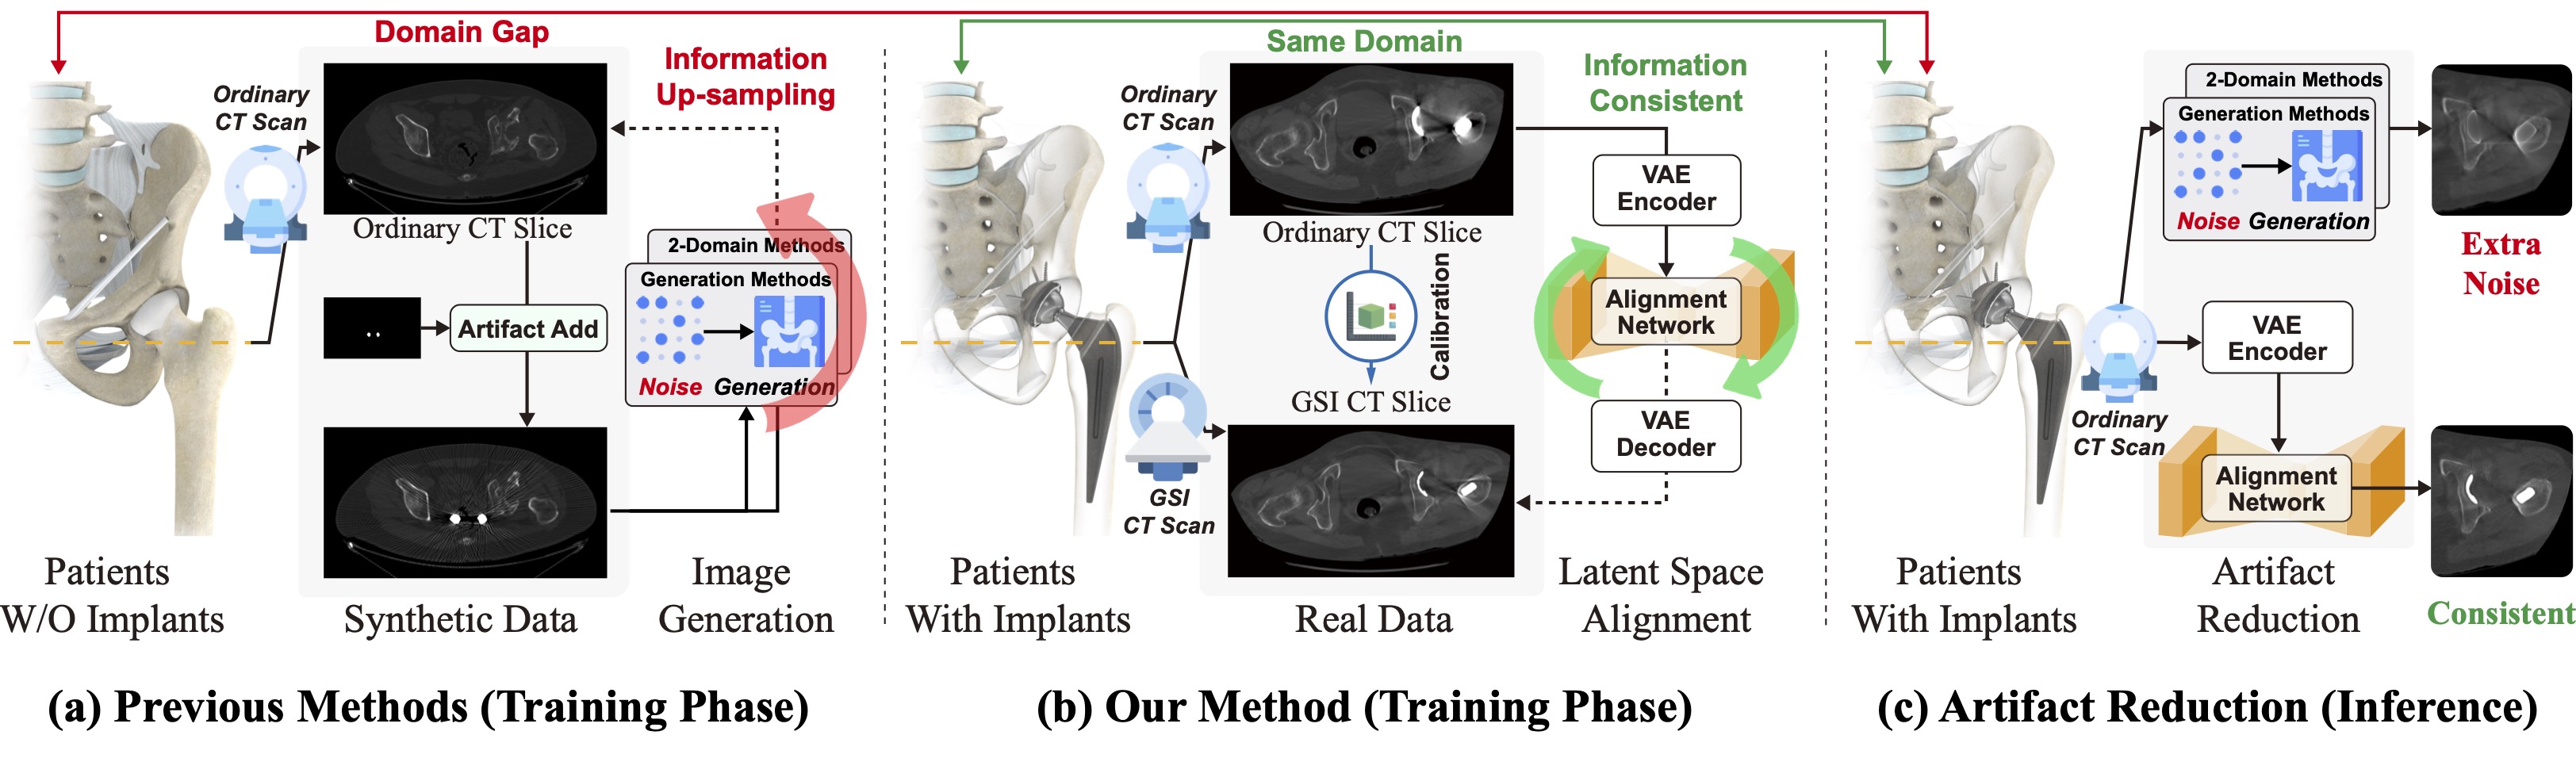 Domain Gap
Information
Up-sampling
Ordinary
CT Scan
Ordinary CT Slice
2-Domain Methods
Generation Methods
Artifact Add
Noise Generation
Patients
W/O Implants
Synthetic Data
Image
Generation
(a) Previous Methods (Training Phase)
Same Domain
Information
Consistent
Ordinary
CT Scan
Ordinary CT Slice
Calibration
GSI CT Slice
GSI
CT Scan
VAE
Encoder
Alignment
Network
VAE
Decoder
Patients
With Implants
Real Data
Latent Space
Alignment
(b) Our Method (Training Phase)
2-Domain Methods
Generation Methods
Noise Generation
Extra
Noise
VAE
Encoder
Ordinary
CT Scan
Alignment
Network
Patients
With Implants
Artifact
Reduction
Consistent
(c) Artifact Reduction (Inference)